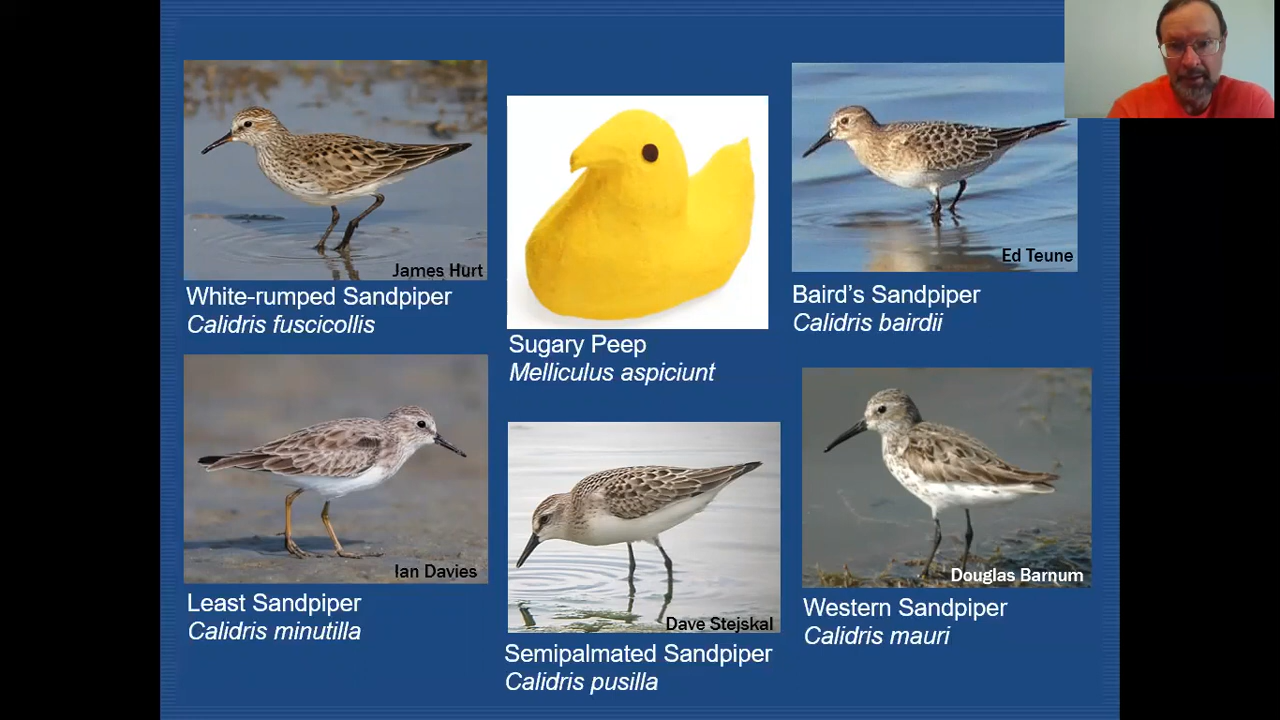 James Hurt
White-rumped Sandpiper
Calidris fuscicollis
Sugary Peep
Melliculus aspiciunt
Ed Teune
Baird's Sandpiper
Calidris bairdii
Ian Davies
Least Sandpiper
Calidris minutilla
Dave Stejskal
Semipalmated Sandpiper
Calidris pusilla
Douglas Barnum
Western Sandpiper
Calidris mauri